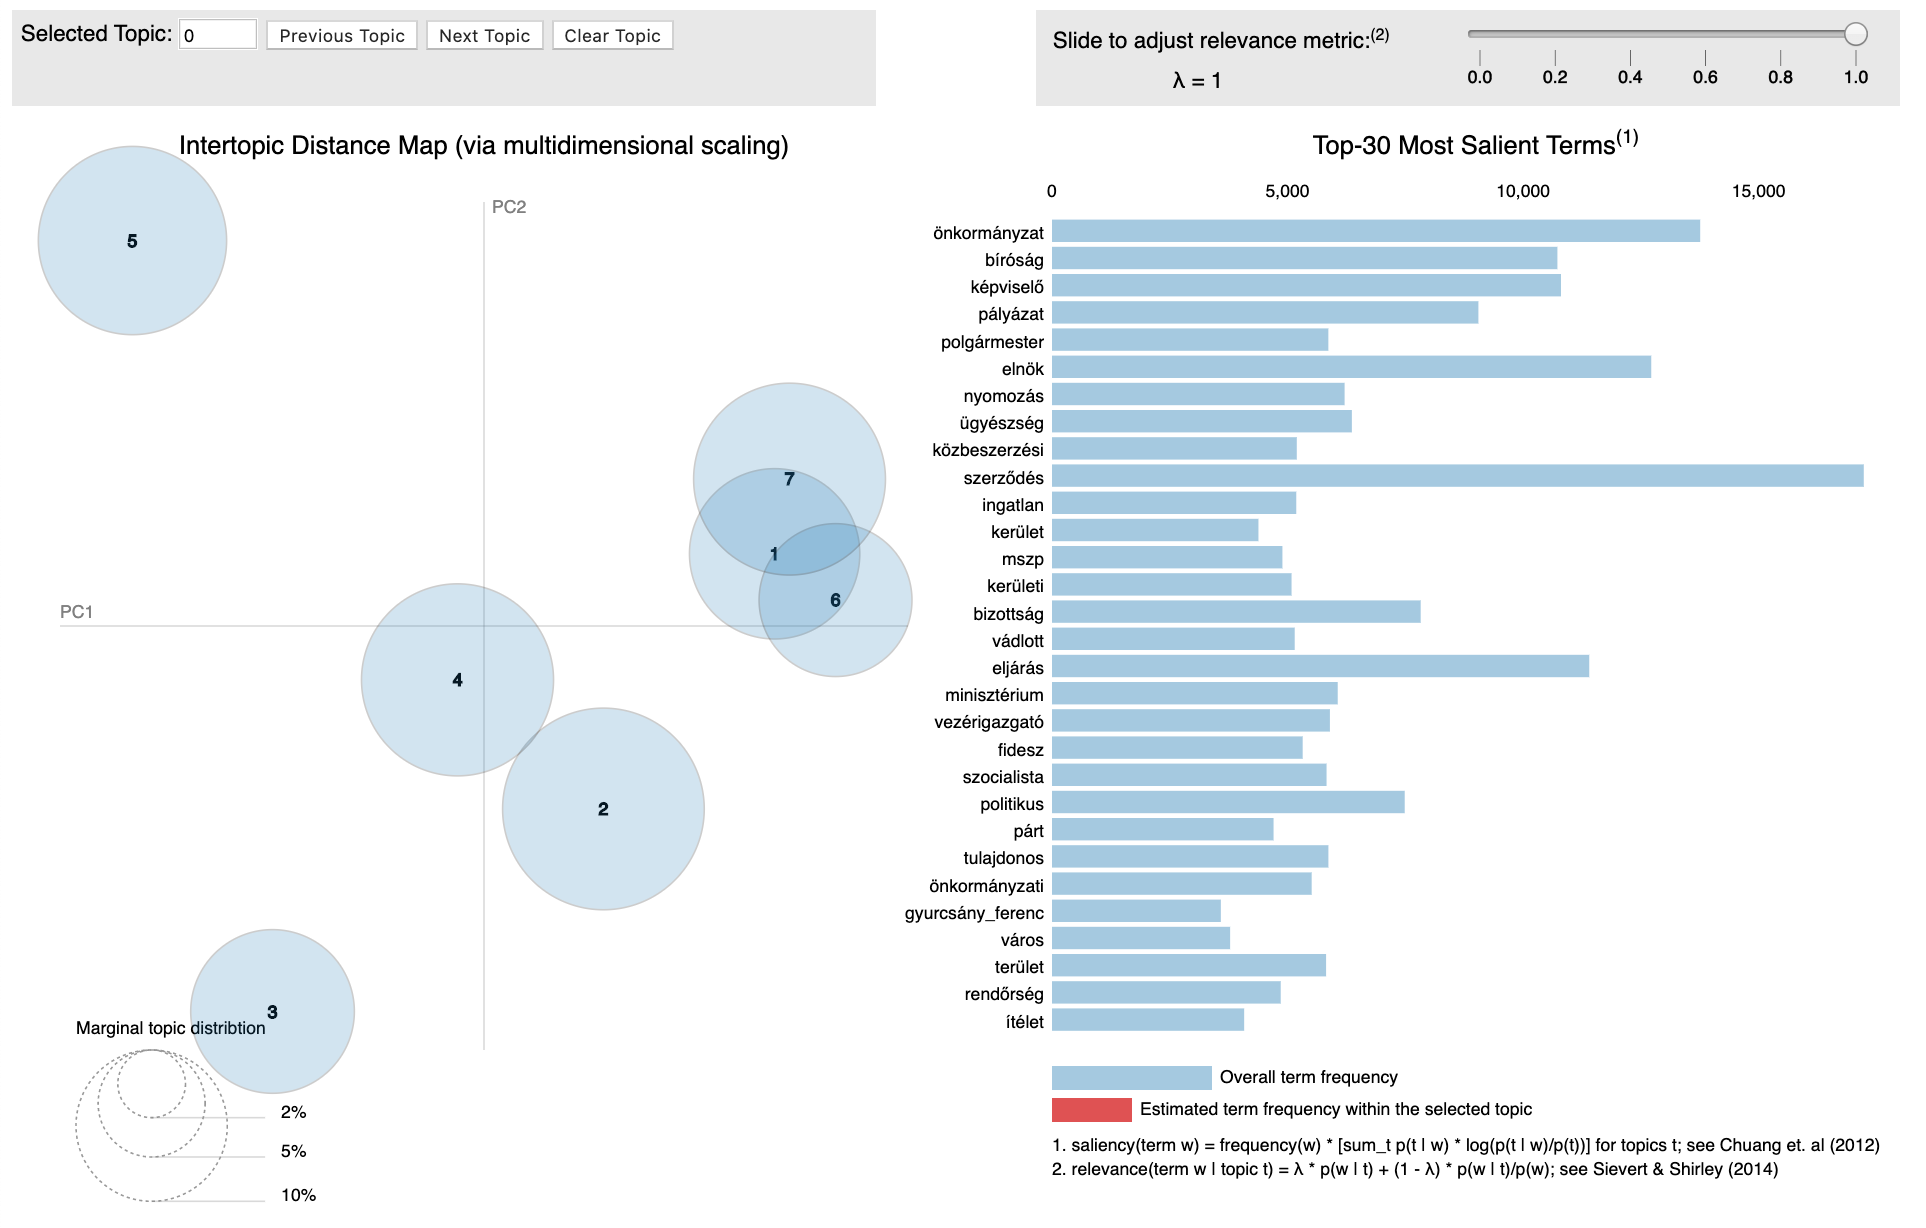 Selected Topic: 0 Previous Topic Next Topic Clear Topic
Slide to adjust relevance metric:(2)
λ = 1
0.0 0.2 0.4 0.6 0.8 1.0
Intertopic Distance Map (via multidimensional scaling)
PC2
PC1
5
7
1
6
4
2
3
Marginal topic distribtion
2%
5%
10%
Top-30 Most Salient Terms(1)
0 5,000 10,000 15,000
önkormányzat
bíróság
képviselő
pályázat
polgármester
elnök
nyomozás
ügyészség
közbeszerzési
szerződés
ingatlan
kerület
mszp
kerületi
bizottság
vádlott
eljárás
minisztérium
vezérigazgató
fidesz
szocialista
politikus
párt
tulajdonos
önkormányzati
gyurcsány_ferenc
város
terület
rendőrség
ítélet
Overall term frequency
Estimated term frequency within the selected topic
1. saliency(term w) = frequency(w) * [sum_t p(t | w) * log(p(t | w)/p(t))] for topics t; see Chuang et. al (2012)
2. relevance(term w | topic t) = λ * p(w | t) + (1 - λ) * p(w | t)/p(w); see Sievert & Shirley (2014)